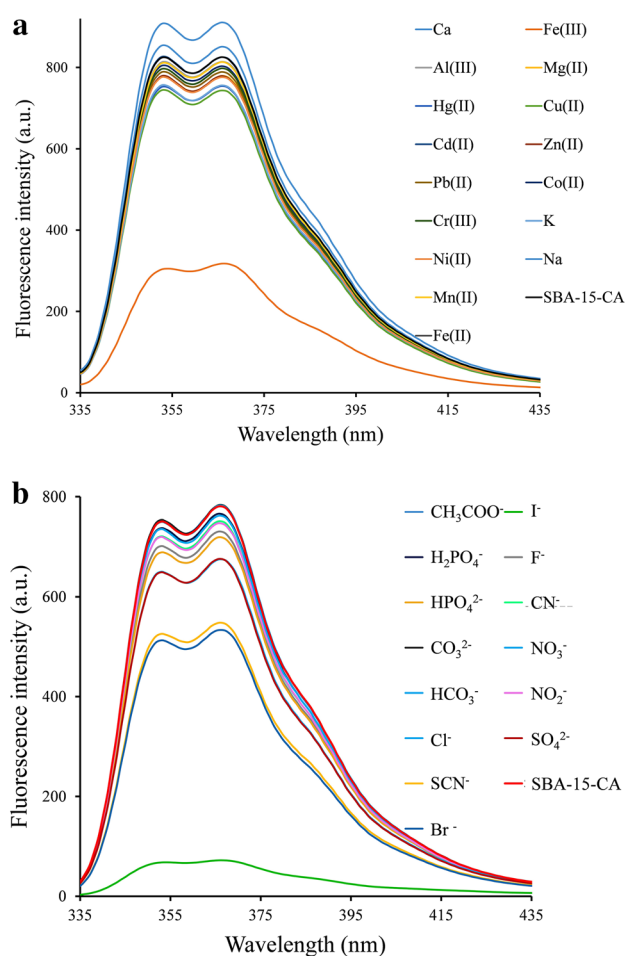 a
Fluorescence intensity (a.u.)
800
600
400
200
0
335 355 375 395 415 435
Wavelength (nm)
Ca Fe(III)
Al(III) Mg(II)
Hg(II) Cu(II)
Cd(II) Zn(II)
Pb(II) Co(II)
Cr(III) K
Ni(II) Na
Mn(II) SBA-15-CA
Fe(II)
b
Fluorescence intensity (a.u.)
800
600
400
200
0
335 355 375 395 415 435
Wavelength (nm)
CH₃COO⁻ I⁻
H₂PO₄⁻ F⁻
HPO₄²⁻ CN⁻
CO₃²⁻ NO₃⁻
HCO₃⁻ NO₂⁻
Cl⁻ SO₄²⁻
SCN⁻ SBA-15-CA
Br ⁻